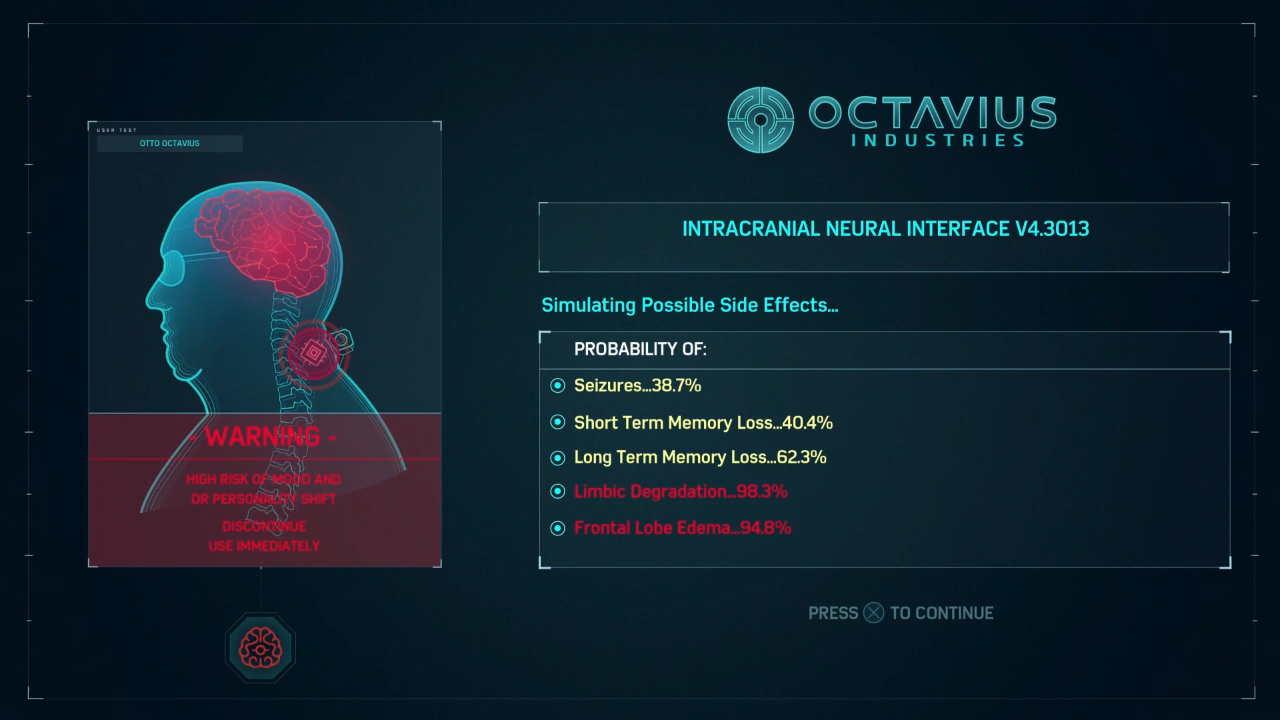 USER TEST
OTTO OCTAVIUS
- WARNING -
HIGH RISK OF MOOD AND
OR PERSONALITY SHIFT
DISCONTINUE
USE IMMEDIATELY
OCTAVIUS
INDUSTRIES
INTRACRANIAL NEURAL INTERFACE V4.3013
Simulating Possible Side Effects...
PROBABILITY OF:
Seizures...38.7%
Short Term Memory Loss...40.4%
Long Term Memory Loss...62.3%
Limbic Degradation...98.3%
Frontal Lobe Edema...94.8%
PRESS TO CONTINUE